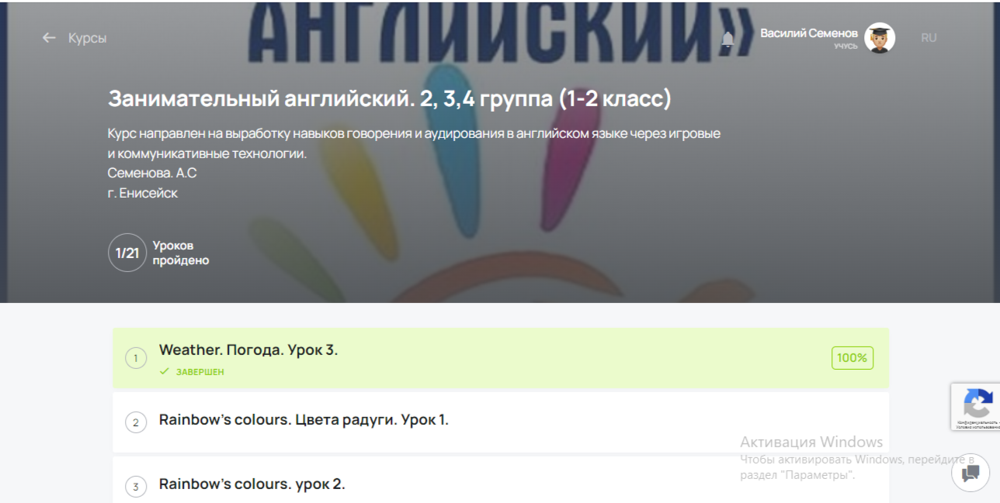 АНГЛИЙСКИЙ»
← Курсы
Василий Семенов
УЧУСЬ
RU
Занимательный английский. 2, 3,4 группа (1-2 класс)
Курс направлен на выработку навыков говорения и аудирования в английском языке через игровые
и коммуникативные технологии.
Семенова. А.С
г. Енисейск
1/21
Уроков
пройдено
1
Weather. Погода. Урок 3.
ЗАВЕРШЕН
100%
2
Rainbow's colours. Цвета радуги. Урок 1.
3
Rainbow's colours. урок 2.
Конфиденциальность -
Условия использования
Активация Windows
Чтобы активировать Windows, перейдите в
раздел "Параметры".